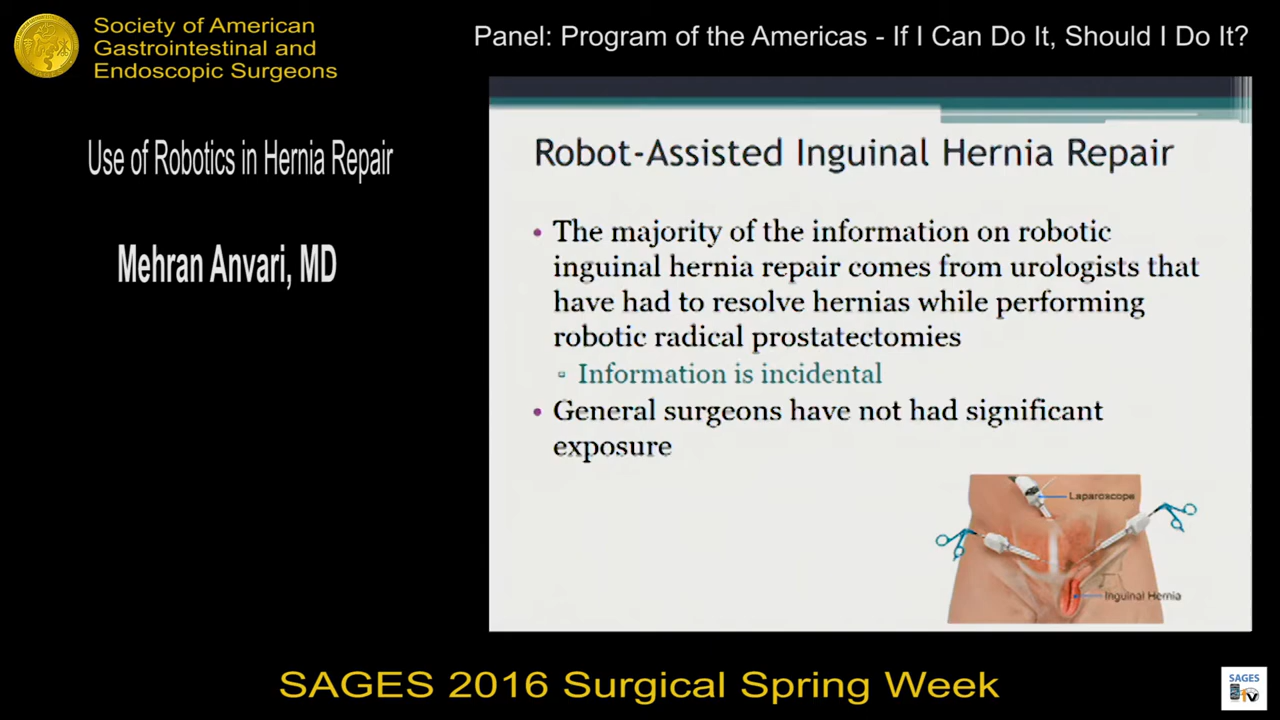 Society of American
Gastrointestinal and
Endoscopic Surgeons
Panel: Program of the Americas - If I Can Do It, Should I Do It?
Use of Robotics in Hernia Repair
Mehran Anvari, MD
Robot-Assisted Inguinal Hernia Repair
• The majority of the information on robotic
inguinal hernia repair comes from urologists that
have had to resolve hernias while performing
robotic radical prostatectomies
▫ Information is incidental
• General surgeons have not had significant
exposure
Laparoscope
Inguinal Hernia
SAGES 2016 Surgical Spring Week
SAGES
TV